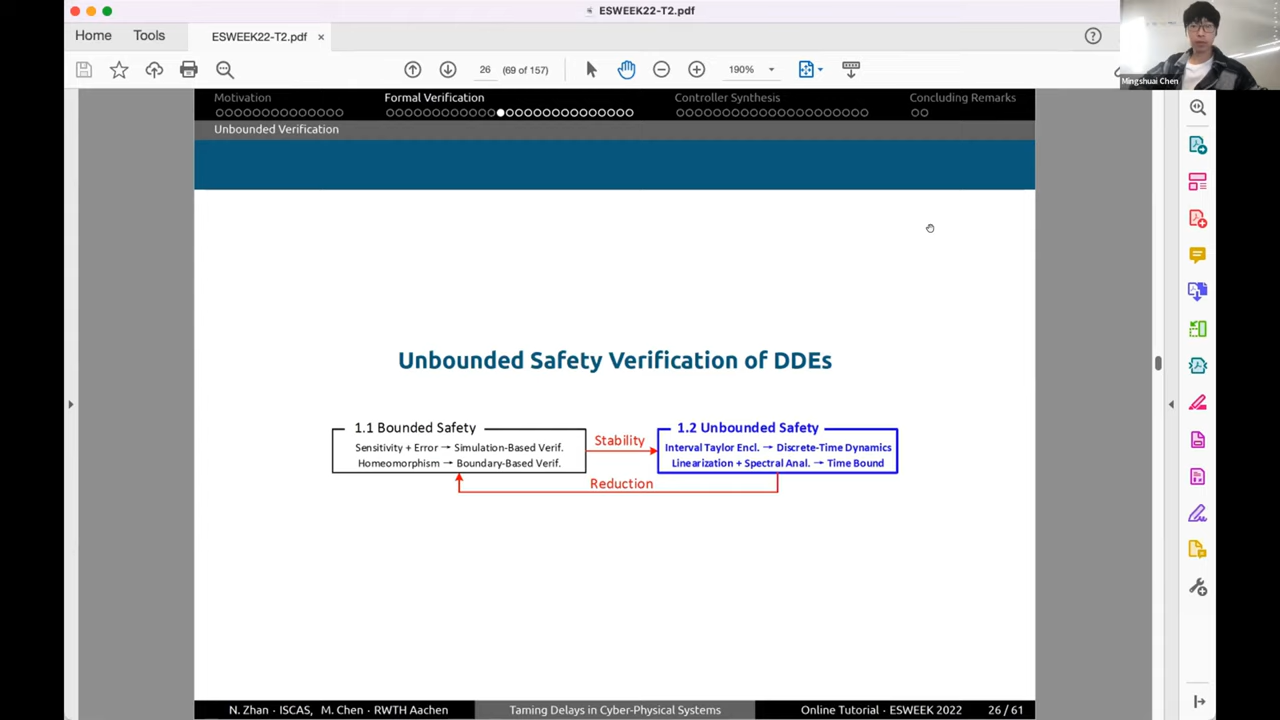 ESWEEK22-T2.pdf
Home
Tools
ESWEEK22-T2.pdf ×
26 (69 of 157)
190%
Mingshuai Chen
Motivation
Formal Verification
Controller Synthesis
Concluding Remarks
Unbounded Verification
Unbounded Safety Verification of DDEs
1.1 Bounded Safety
Sensitivity + Error → Simulation-Based Verif.
Homeomorphism → Boundary-Based Verif.
Stability
1.2 Unbounded Safety
Interval Taylor Encl. → Discrete-Time Dynamics
Linearization + Spectral Anal. → Time Bound
Reduction
N. Zhan · ISCAS, M. Chen · RWTH Aachen
Taming Delays in Cyber-Physical Systems
Online Tutorial · ESWEEK 2022
26 / 61